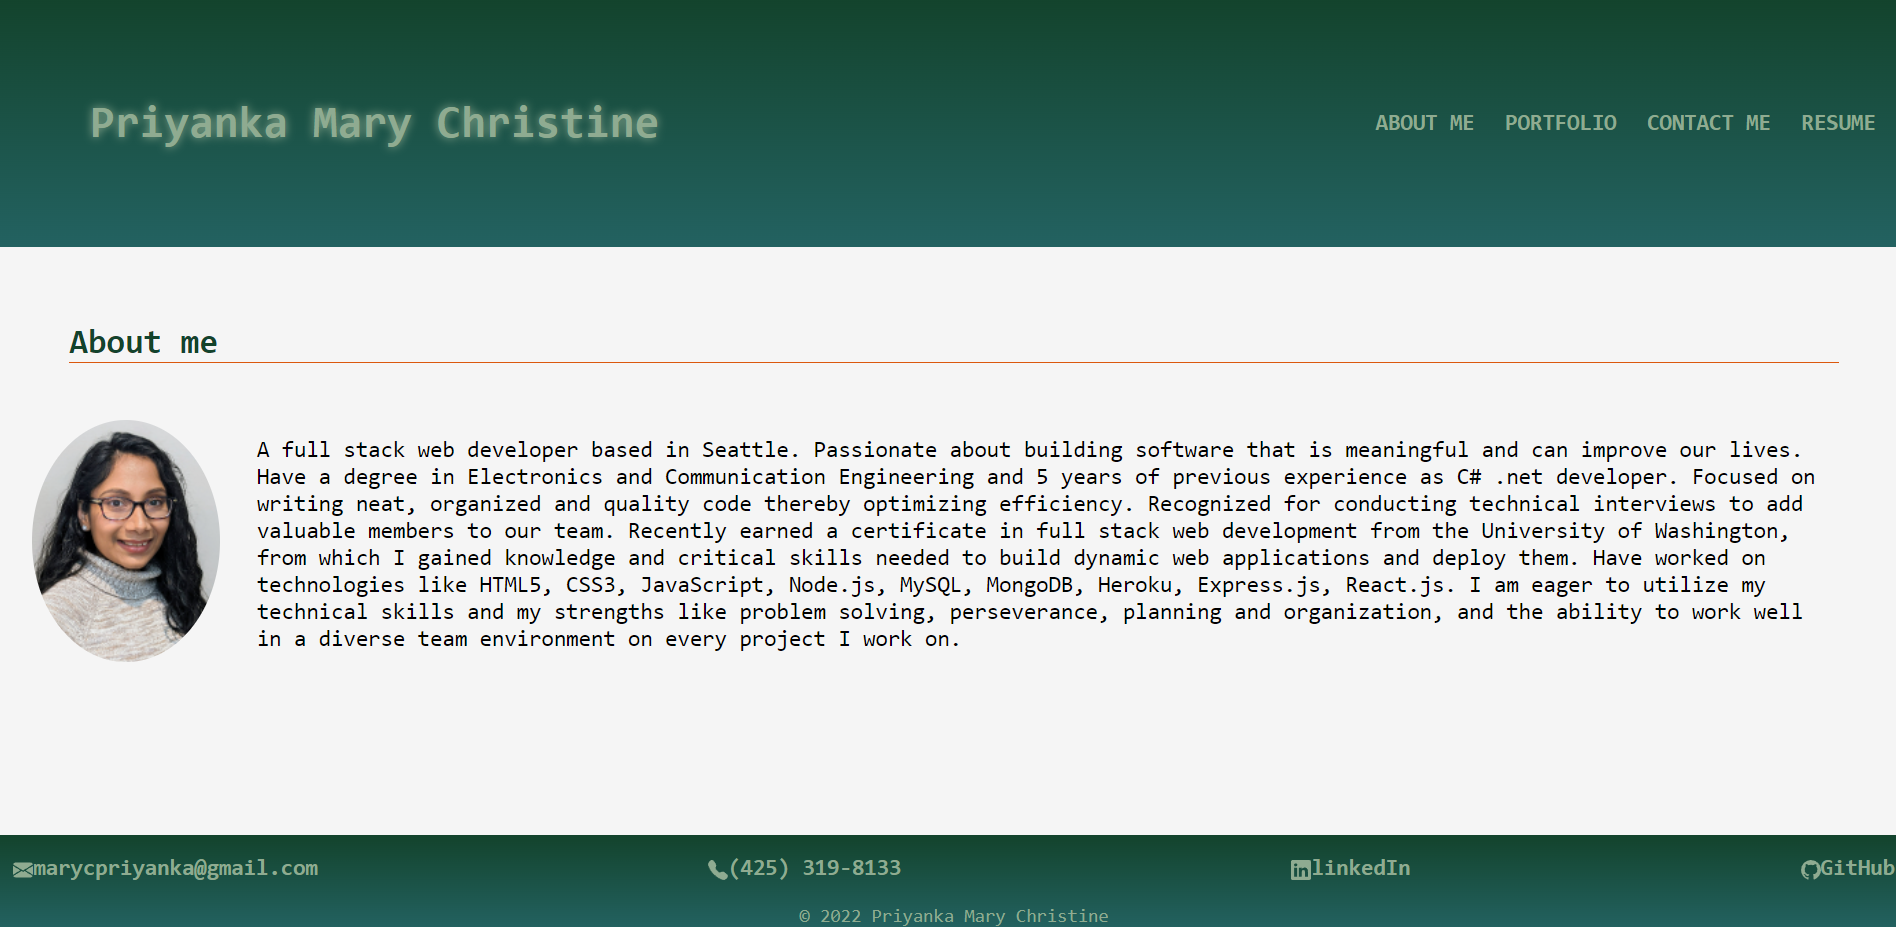 Priyanka Mary Christine
ABOUT ME PORTFOLIO CONTACT ME RESUME
About me
A full stack web developer based in Seattle. Passionate about building software that is meaningful and can improve our lives.
Have a degree in Electronics and Communication Engineering and 5 years of previous experience as C# .net developer. Focused on
writing neat, organized and quality code thereby optimizing efficiency. Recognized for conducting technical interviews to add
valuable members to our team. Recently earned a certificate in full stack web development from the University of Washington,
from which I gained knowledge and critical skills needed to build dynamic web applications and deploy them. Have worked on
technologies like HTML5, CSS3, JavaScript, Node.js, MySQL, MongoDB, Heroku, Express.js, React.js. I am eager to utilize my
technical skills and my strengths like problem solving, perseverance, planning and organization, and the ability to work well
in a diverse team environment on every project I work on.
marycpriyanka@gmail.com (425) 319-8133 linkedIn GitHub
© 2022 Priyanka Mary Christine